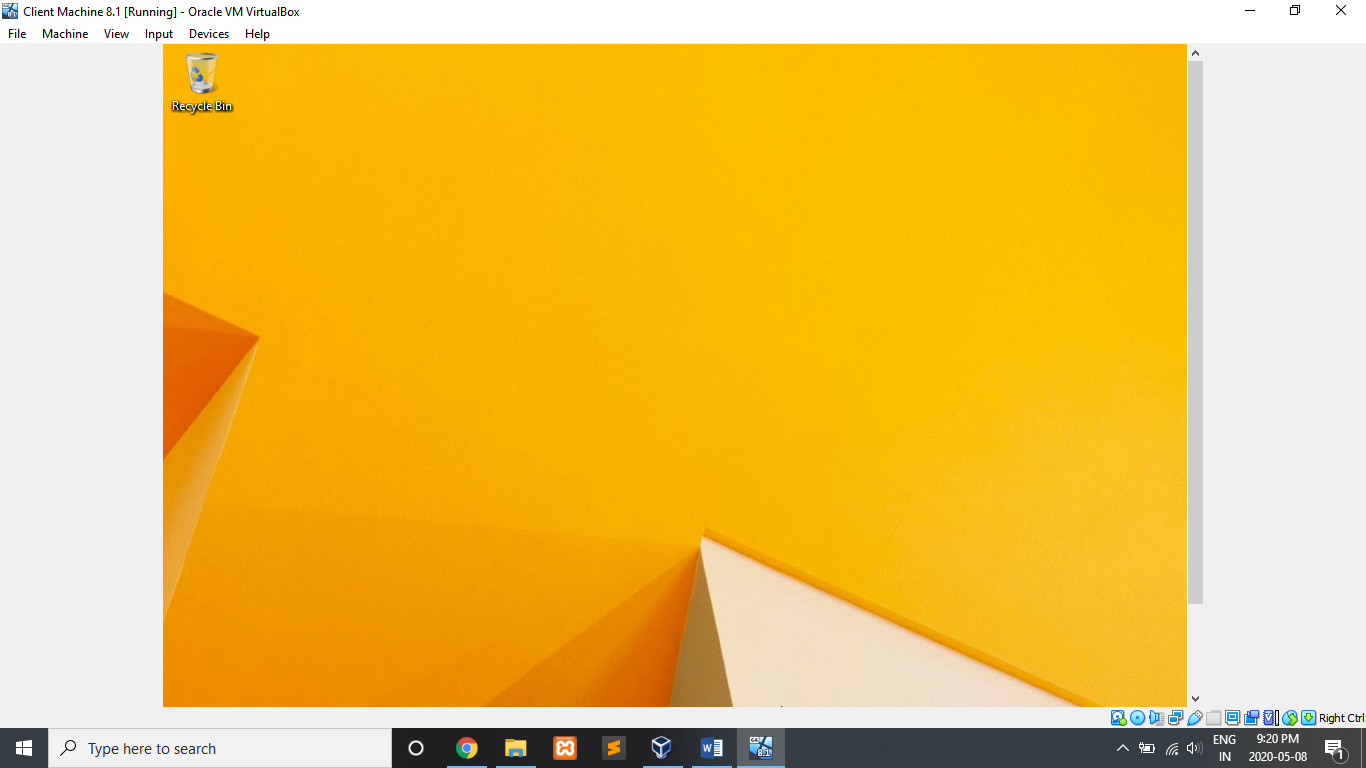 Client Machine 8.1 [Running] - Oracle VM VirtualBox
File Machine View Input Devices Help
Recycle Bin
Right Ctrl
Type here to search
ENG
IN
9:20 PM
2020-05-08
1